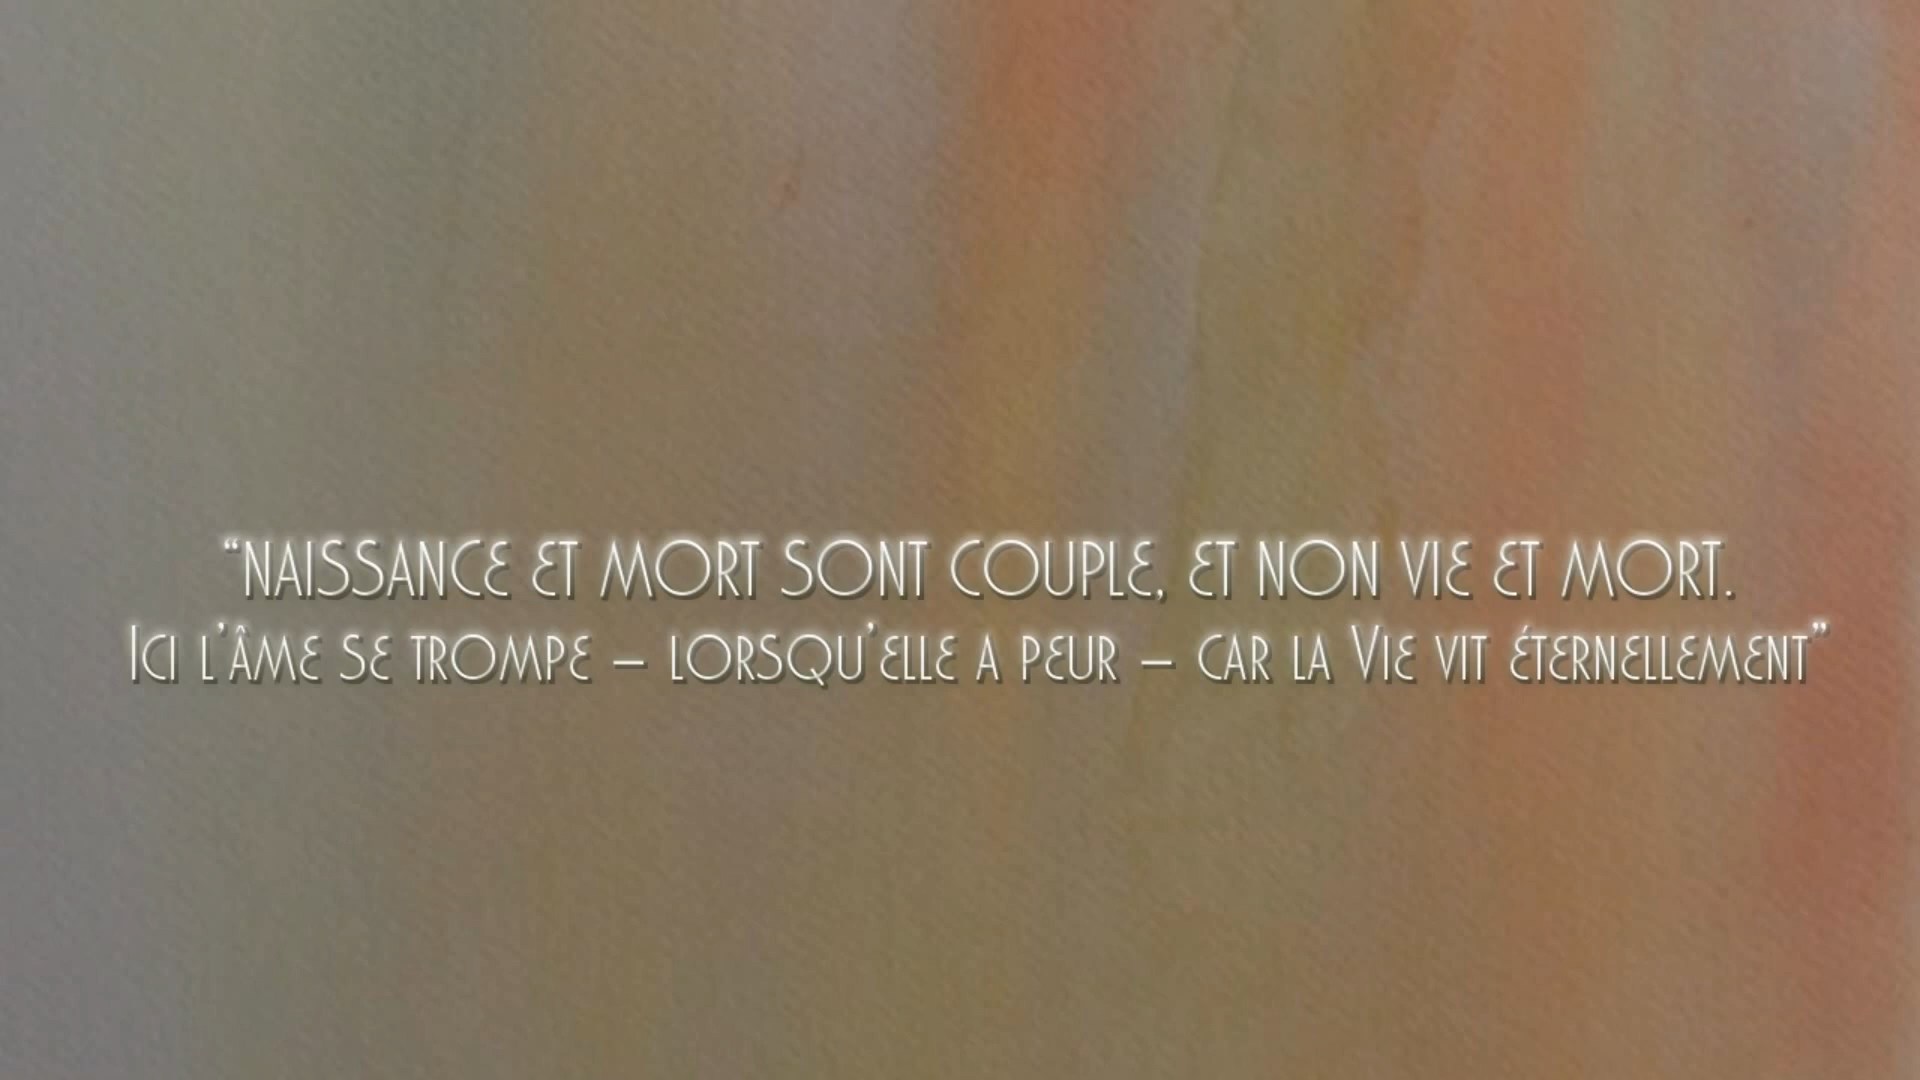 “NAISSANCE ET MORT SONT COUPLE, ET NON VIE ET MORT.
ICI L’ÂME SE TROMPE – LORSQU’ELLE A PEUR – CAR LA VIE VIT ÉTERNELLEMENT”